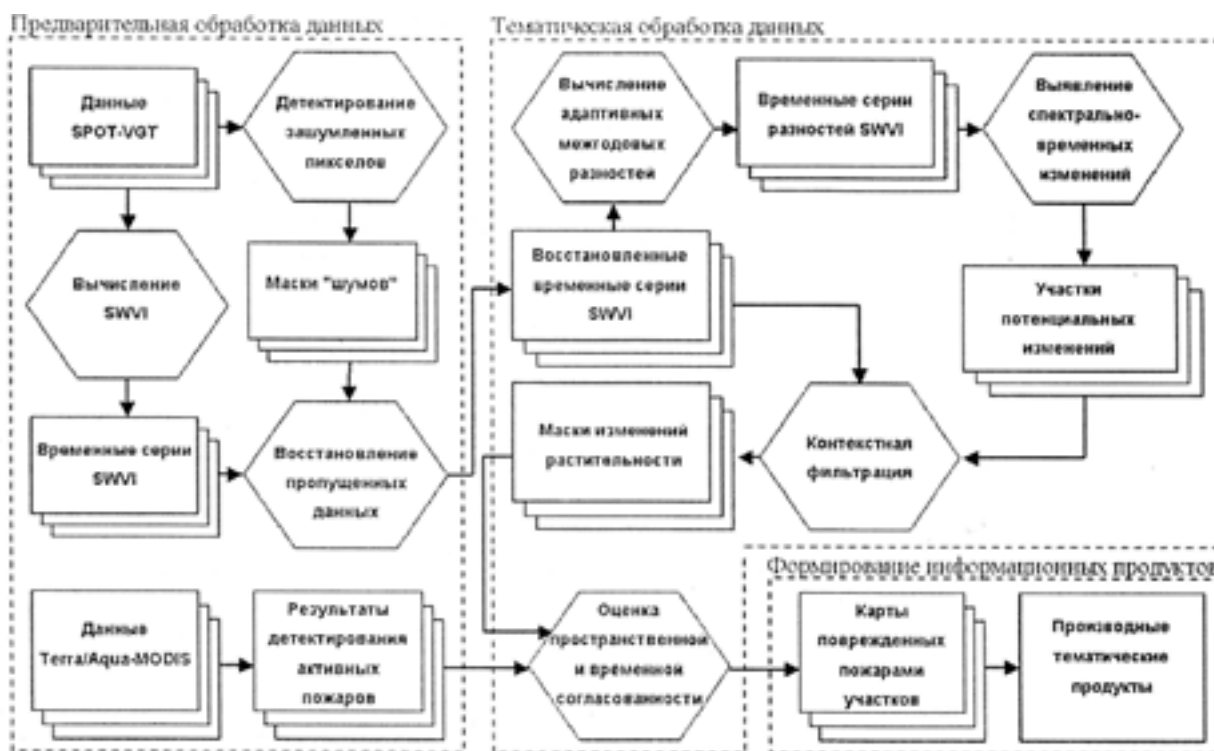 Предварительная обработка данных
Данные
SPOT-VGT
Детектирование
зашумленных
пикселов
Вычисление
SWVI
Маски "шумов"
Временные серии
SWVI
Восстановление
пропущенных
данных
Данные
Terra/Aqua-MODIS
Результаты
детектирования
активных
пожаров
Тематическая обработка данных
Вычисление
адаптивных
межгодовых
разностей
Временные серии
разностей SWVI
Выявление
спектрально-
временных
изменений
Восстановленные
временные серии
SWVI
Участки
потенциальных
изменений
Маски изменений
растительности
Контекстная
фильтрация
Оценка
пространственной
и временной
согласованности
Формирование информационных продуктов
Карты
поврежденных
пожарами
участков
Производные
тематические
продукты